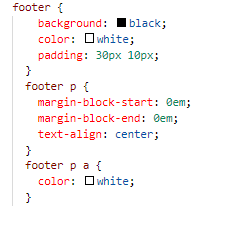 footer {
background: black;
color: white;
padding: 30px 10px;
}
footer p {
margin-block-start: 0em;
margin-block-end: 0em;
text-align: center;
}
footer p a {
color: white;
}